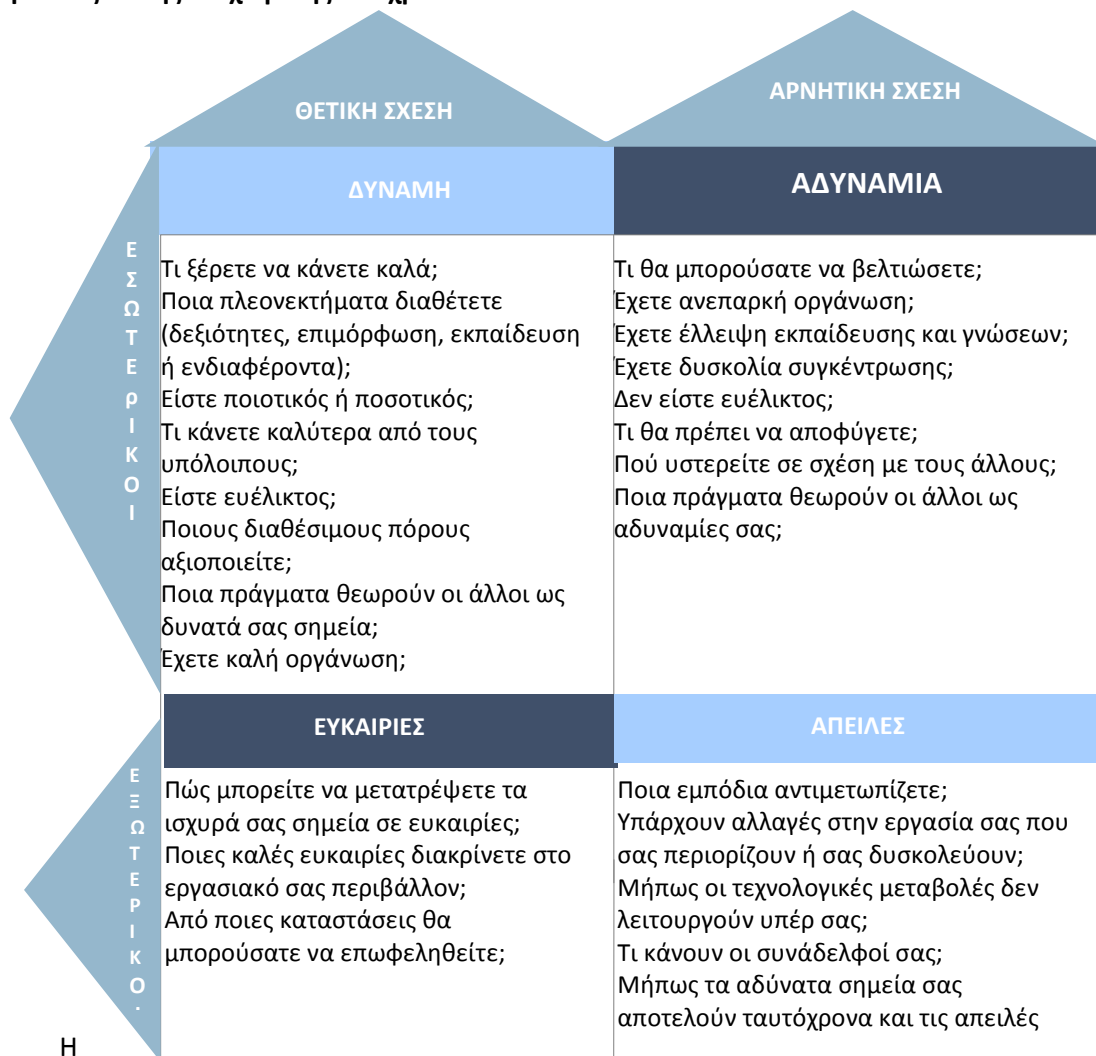 ΘΕΤΙΚΗ ΣΧΕΣΗ
ΑΡΝΗΤΙΚΗ ΣΧΕΣΗ
ΔΥΝΑΜΗ
ΑΔΥΝΑΜΙΑ
ΕΣΩΤΕρΙΚΟΙ
Τι ξέρετε να κάνετε καλά;
Ποια πλεονεκτήματα διαθέτετε
(δεξιότητες, επιμόρφωση, εκπαίδευση
ή ενδιαφέροντα);
Είστε ποιοτικός ή ποσοτικός;
Τι κάνετε καλύτερα από τους
υπόλοιπους;
Είστε ευέλικτος;
Ποιους διαθέσιμους πόρους
αξιοποιείτε;
Ποια πράγματα θεωρούν οι άλλοι ως
δυνατά σας σημεία;
Έχετε καλή οργάνωση;
Τι θα μπορούσατε να βελτιώσετε;
Έχετε ανεπαρκή οργάνωση;
Έχετε έλλειψη εκπαίδευσης και γνώσεων;
Έχετε δυσκολία συγκέντρωσης;
Δεν είστε ευέλικτος;
Τι θα πρέπει να αποφύγετε;
Πού υστερείτε σε σχέση με τους άλλους;
Ποια πράγματα θεωρούν οι άλλοι ως
αδυναμίες σας;
ΕΥΚΑΙΡΙΕΣ
ΑΠΕΙΛΕΣ
ΕΞΩΤΕΡΙΚΟ
Πώς μπορείτε να μετατρέψετε τα
ισχυρά σας σημεία σε ευκαιρίες;
Ποιες καλές ευκαιρίες διακρίνετε στο
εργασιακό σας περιβάλλον;
Από ποιες καταστάσεις θα
μπορούσατε να επωφεληθείτε;
Ποια εμπόδια αντιμετωπίζετε;
Υπάρχουν αλλαγές στην εργασία σας που
σας περιορίζουν ή σας δυσκολεύουν;
Μήπως οι τεχνολογικές μεταβολές δεν
λειτουργούν υπέρ σας;
Τι κάνουν οι συνάδελφοί σας;
Μήπως τα αδύνατα σημεία σας
αποτελούν ταυτόχρονα και τις απειλές
Η